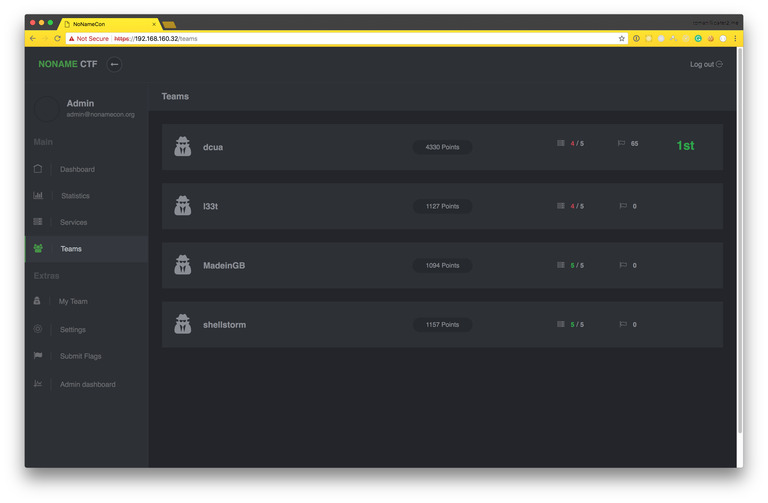 NoNameCon
Not Secure https://192.168.160.32/teams
NONAME CTF
Log out
Admin
admin@nonamecon.org
Teams
Main
Dashboard
Statistics
Services
Teams
Extras
My Team
Settings
Submit Flags
Admin dashboard
dcua 4330 Points 4 / 5 65 1st
l33t 1127 Points 4 / 5 0
MadeinGB 1094 Points 5 / 5 0
shellstorm 1157 Points 5 / 5 0